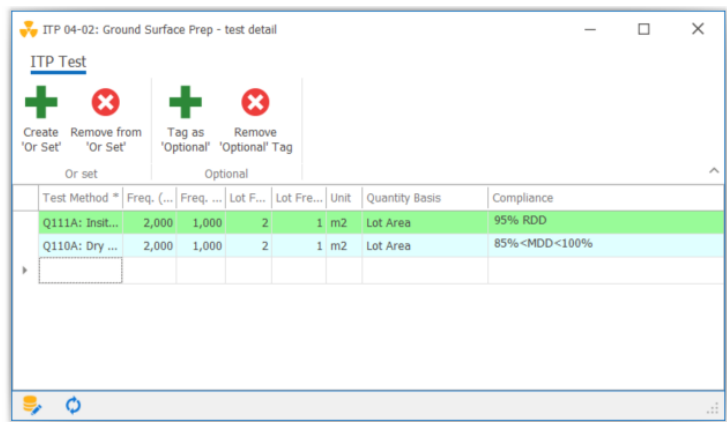 ITP 04-02: Ground Surface Prep - test detail
ITP Test
Create 'Or Set'
Remove from 'Or Set'
Tag as 'Optional'
Remove 'Optional' Tag
Or set
Optional
Test Method * Freq. (... Freq. ... Lot F... Lot Fre... Unit Quantity Basis Compliance
Q111A: Insit... 2,000 1,000 2 1 m2 Lot Area 95% RDD
Q110A: Dry ... 2,000 1,000 2 1 m2 Lot Area 85%<MDD<100%